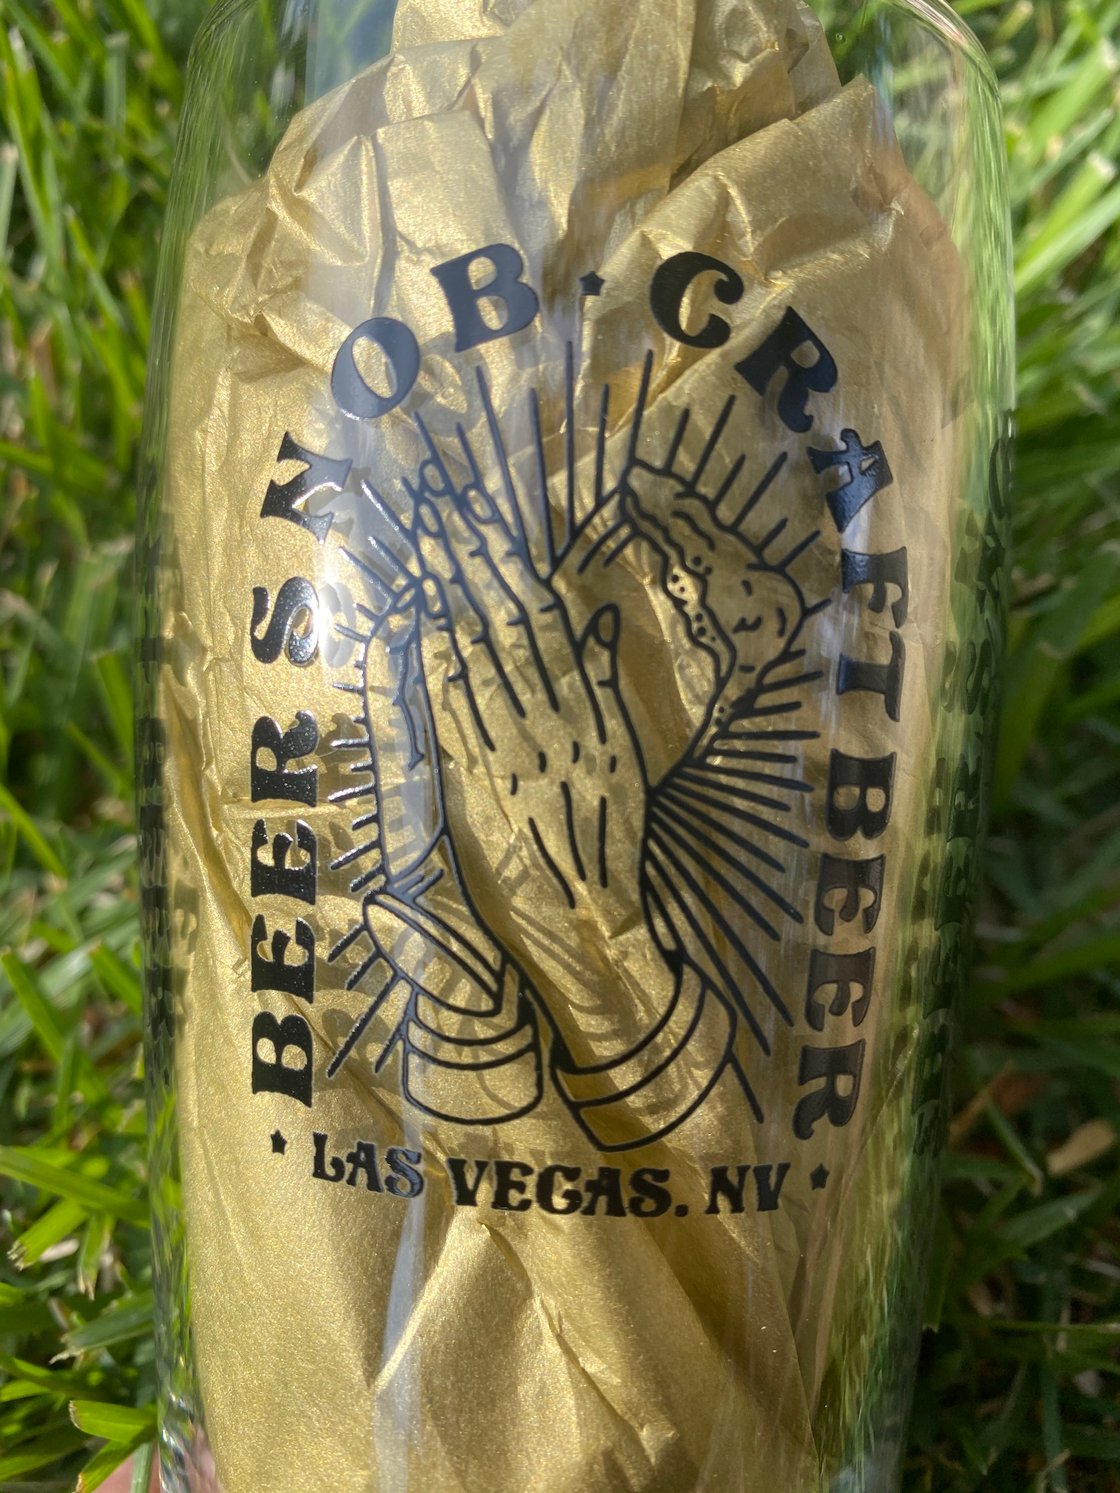 BEER SNOB ★ CRAFT BEER
★ LAS VEGAS, NV ★